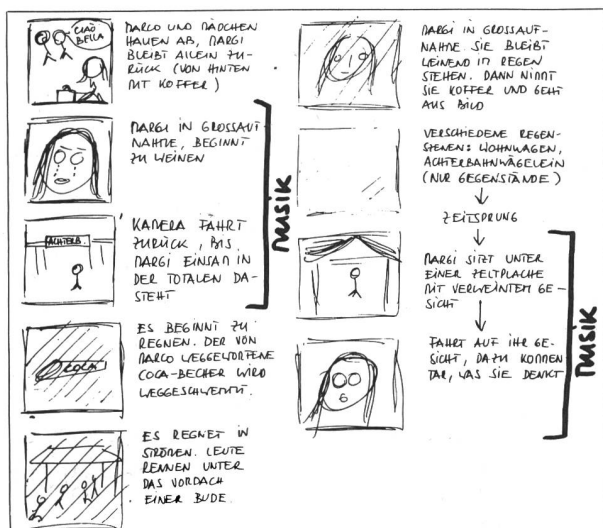 CIAO
BELLA
MARCO UND MÄDCHEN
HAUEN AB, MARGI
BLEIBT ALLEIN ZU-
RÜCK (VON HINTEN
MIT KOFFER)
MARGI IN GROSSAUF-
NAHME, BEGINNT
ZU WEINEN
ACHTERB.
KAMERA FÄHRT
ZURÜCK, BIS
MARGI EINSAM IN
DER TOTALEN DA-
STEHT
MUSIK
COCA
ES BEGINNT ZU
REGNEN. DER VON
MARCO WEGGEWORFENE
COCA-BECHER WIRD
WEGGESCHWEMMT.
ES REGNET IN
STRÖMEN. LEUTE
RENNEN UNTER
DAS VORDACH
EINER BUDE.
MARGI IN GROSSAUF-
NAHME. SIE BLEIBT
WEINEND IM REGEN
STEHEN. DANN NIMMT
SIE KOFFER UND GEHT
AUS BILD
VERSCHIEDENE REGEN-
SZENEN: WOHNWAGEN,
ACHTERBAHNWÄGELEIN
(NUR GEGENSTÄNDE)
ZEITSPRUNG
MARGI SITZT UNTER
EINER ZELTPLACHE
MIT VERWEINTEM GE-
SICHT
FAHRT AUF IHR GE-
SICHT, DAZU KOMMEN
TAR, WAS SIE DENKT
MUSIK